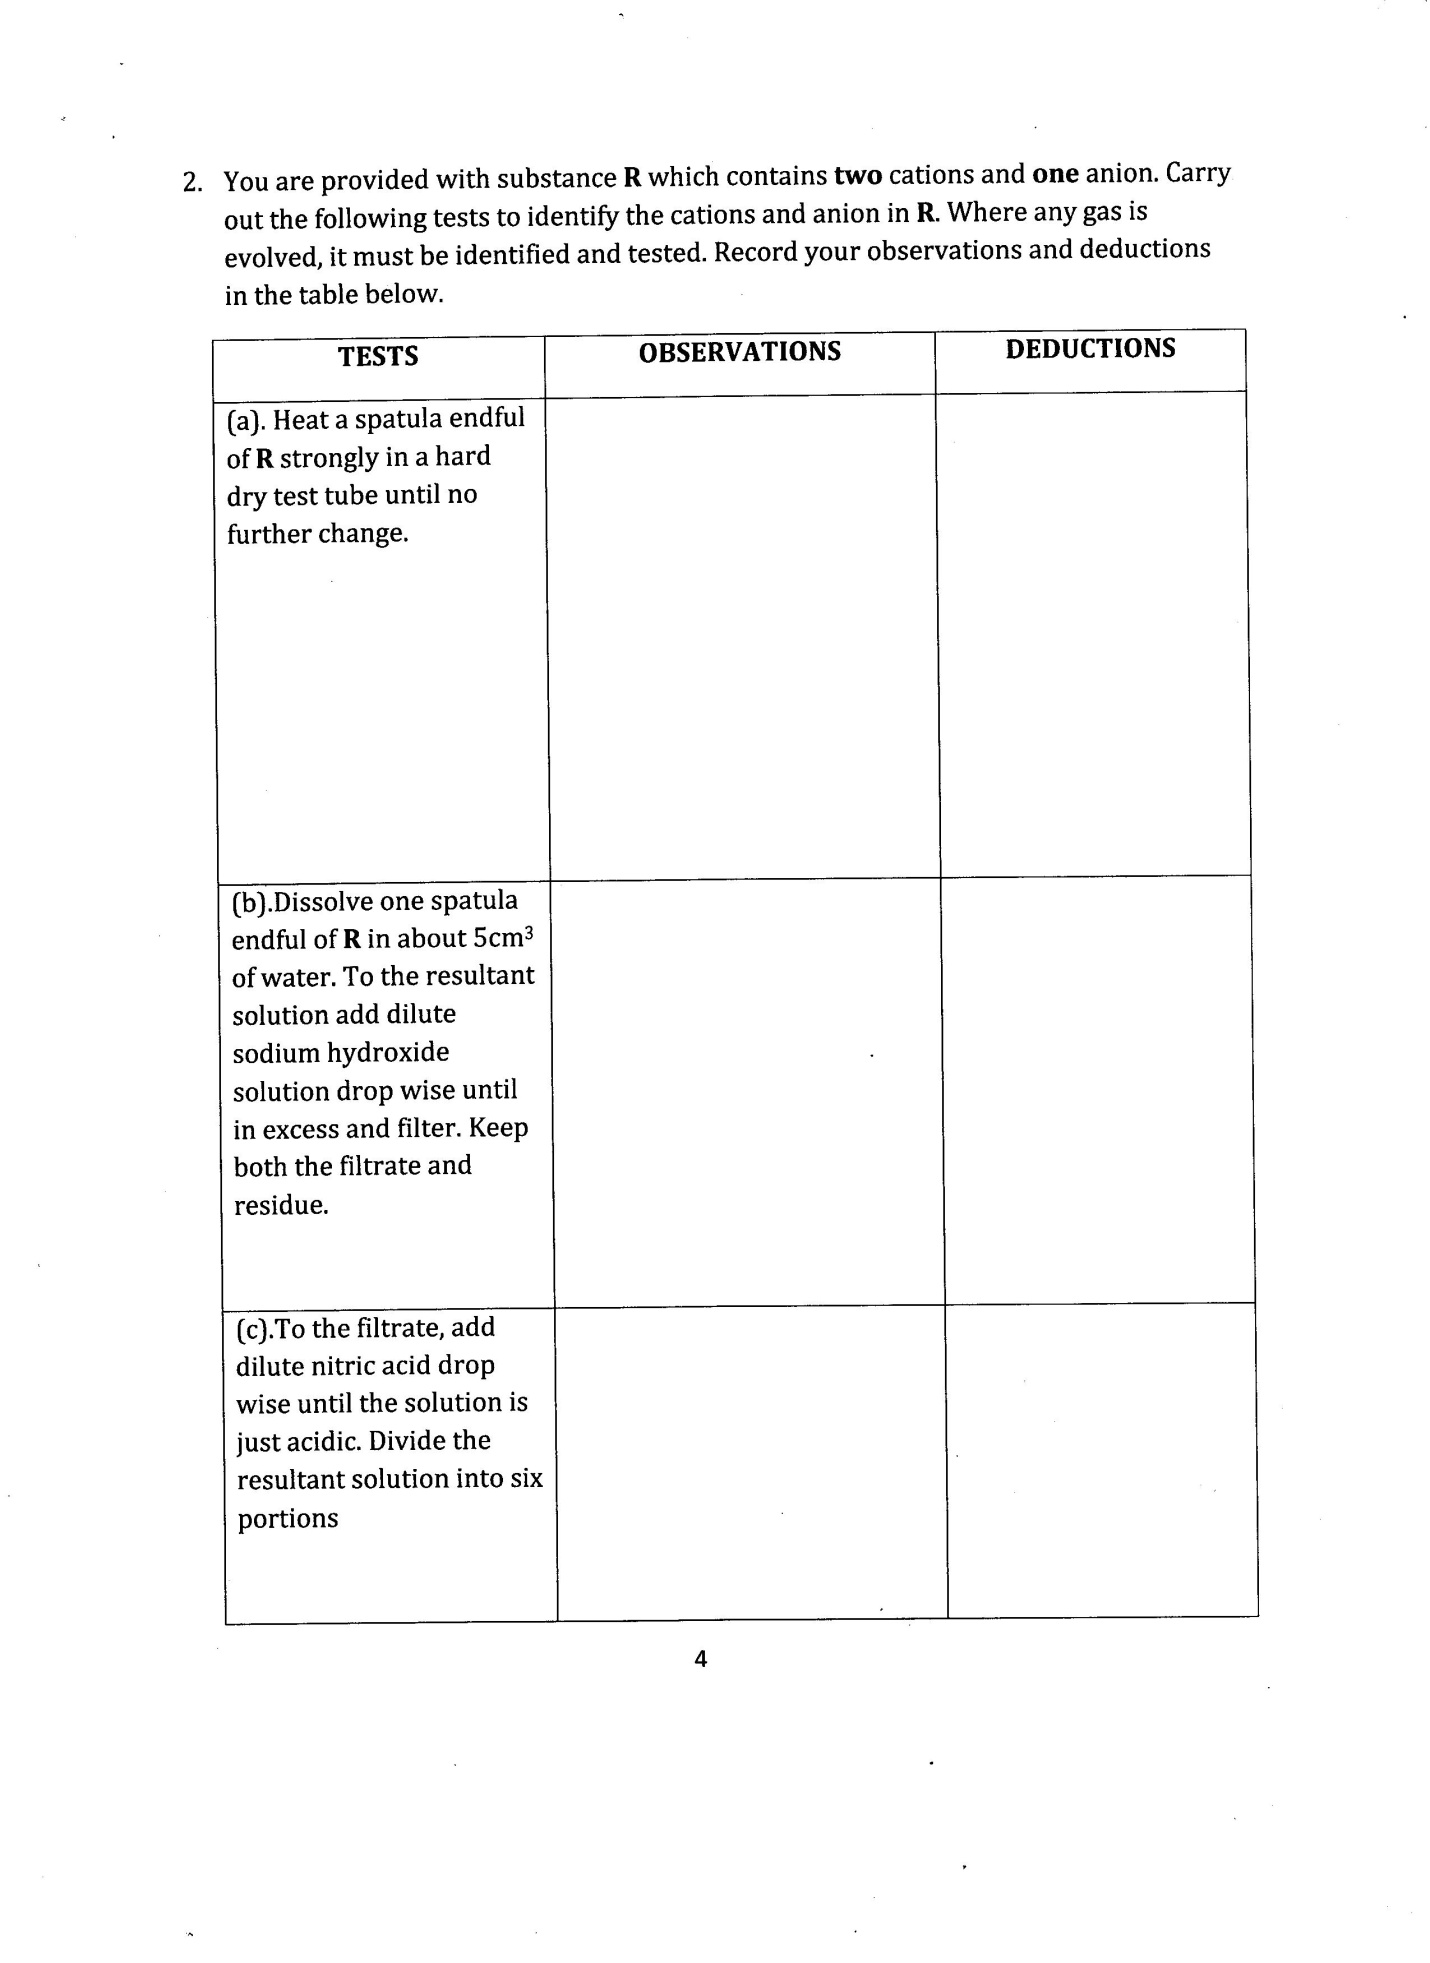 2. You are provided with substance R which contains two cations and one anion. Carry
out the following tests to identify the cations and anion in R. Where any gas is
evolved, it must be identified and tested. Record your observations and deductions
in the table below.
TESTS OBSERVATIONS DEDUCTIONS
(a). Heat a spatula endful
of R strongly in a hard
dry test tube until no
further change.
(b).Dissolve one spatula
endful of R in about 5cm³
of water. To the resultant
solution add dilute
sodium hydroxide
solution drop wise until
in excess and filter. Keep
both the filtrate and
residue.
(c).To the filtrate, add
dilute nitric acid drop
wise until the solution is
just acidic. Divide the
resultant solution into six
portions
4